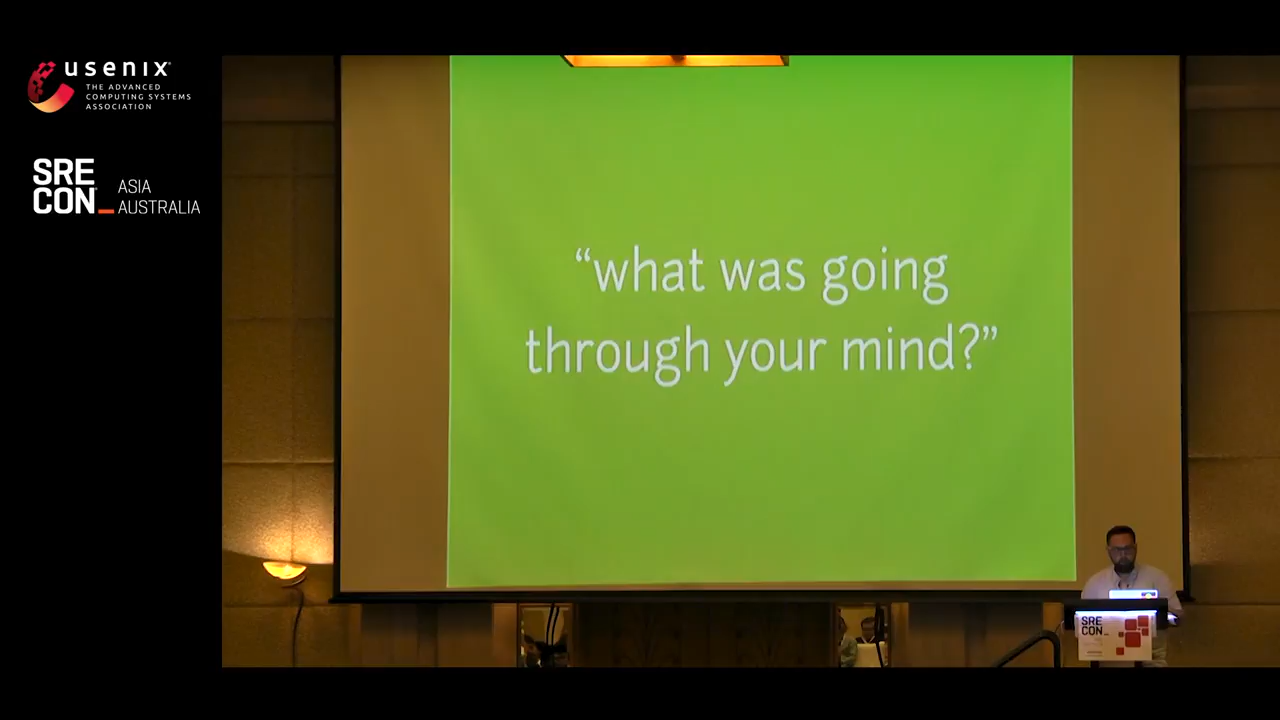 usenix
THE ADVANCED
COMPUTING SYSTEMS
ASSOCIATION
SRE
CON
ASIA
AUSTRALIA
“what was going
through your mind?”
SRE
CON